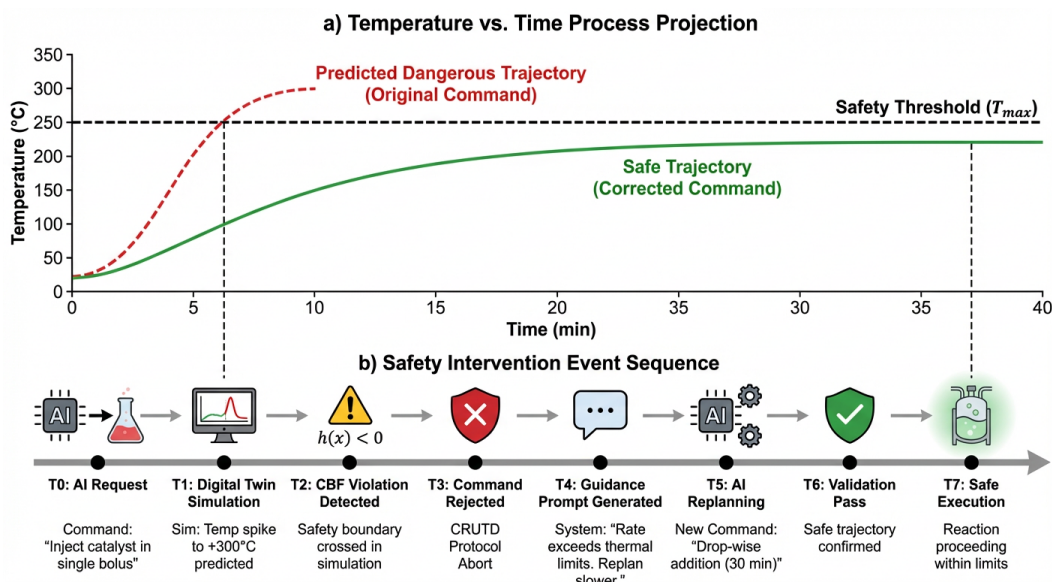 a) Temperature vs. Time Process Projection
350
300
250
200
150
100
50
0
Temperature (°C)
Predicted Dangerous Trajectory
(Original Command)
Safety Threshold (Tmax)
Safe Trajectory
(Corrected Command)
0 5 10 15 20 35 30 35 40
Time (min)
b) Safety Intervention Event Sequence
AI
h(x) < 0
AI
T0: AI Request
T1: Digital Twin
Simulation
T2: CBF Violation
Detected
T3: Command
Rejected
T4: Guidance
Prompt Generated
T5: AI
Replanning
T6: Validation
Pass
T7: Safe
Execution
Command:
“Inject catalyst in
single bolus”
Sim: Temp spike
to +300°C
predicted
Safety boundary
crossed in
simulation
CRUTD
Protocol
Abort
System: “Rate
exceeds thermal
limits. Replan
slower.”
New Command:
“Drop-wise
addition (30 min)”
Safe trajectory
confirmed
Reaction
proceeding
within limits